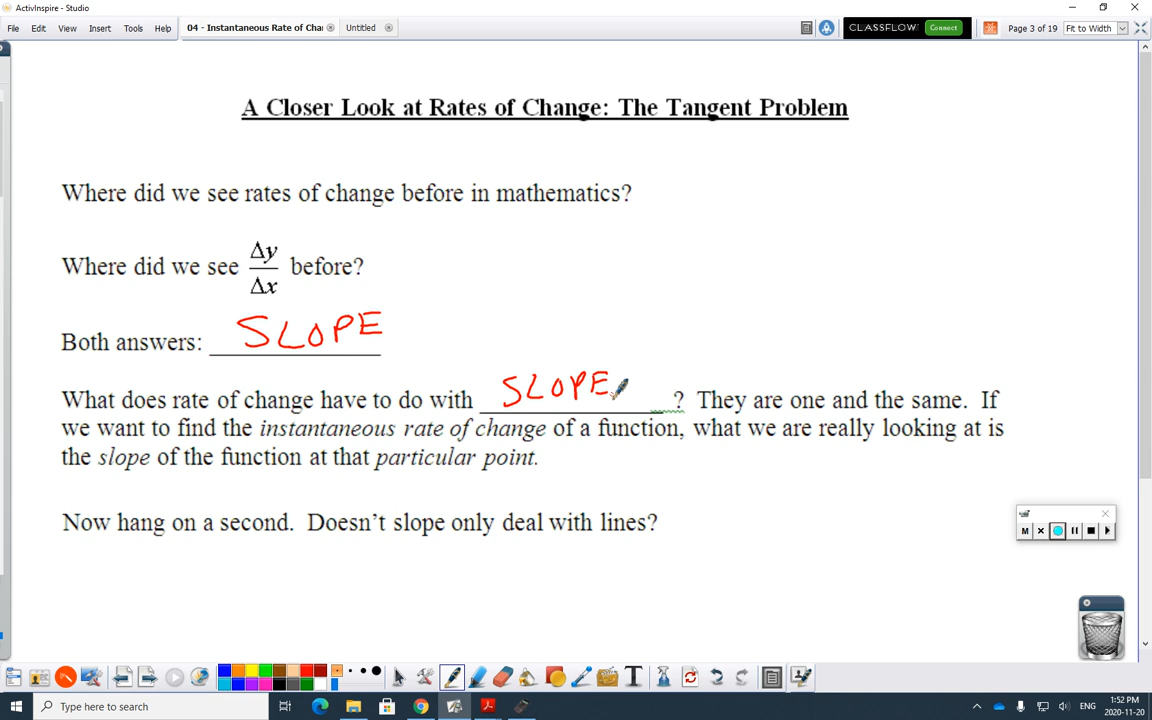 ActivInspire - Studio
File Edit View Insert Tools Help 04 - Instantaneous Rate of Cha Untitled CLASSFLOW Connect Page 3 of 19 Fit to Width
A Closer Look at Rates of Change: The Tangent Problem
Where did we see rates of change before in mathematics?
Where did we see Δy/Δx before?
Both answers: SLOPE
What does rate of change have to do with SLOPE ? They are one and the same. If
we want to find the instantaneous rate of change of a function, what we are really looking at is
the slope of the function at that particular point.
Now hang on a second. Doesn't slope only deal with lines?
M
T
Type here to search
ENG
1:52 PM
2020-11-20